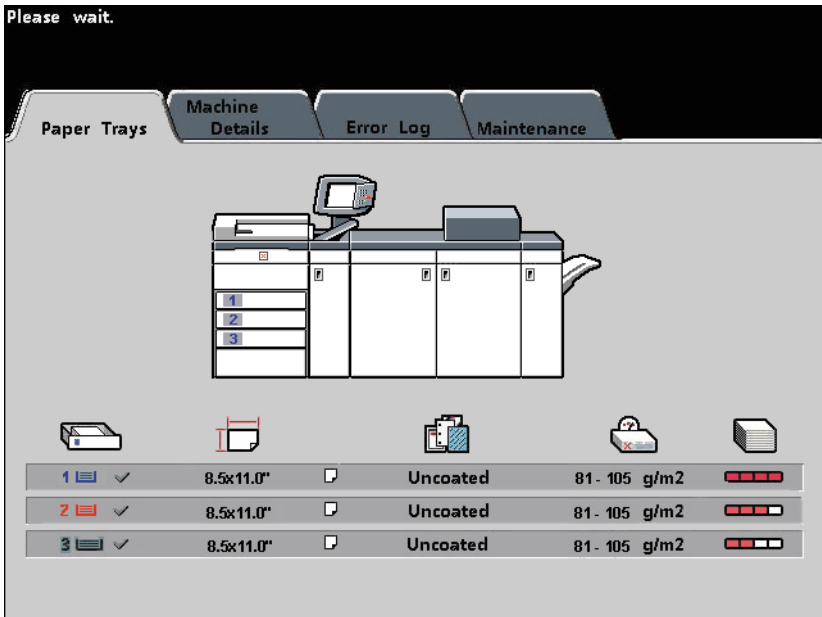 Please wait.
Machine
Paper Trays Details Error Log Maintenance
1
2
3
1 8.5x11.0" Uncoated 81- 105 g/m2
2 8.5x11.0" Uncoated 81- 105 g/m2
3 8.5x11.0" Uncoated 81- 105 g/m2